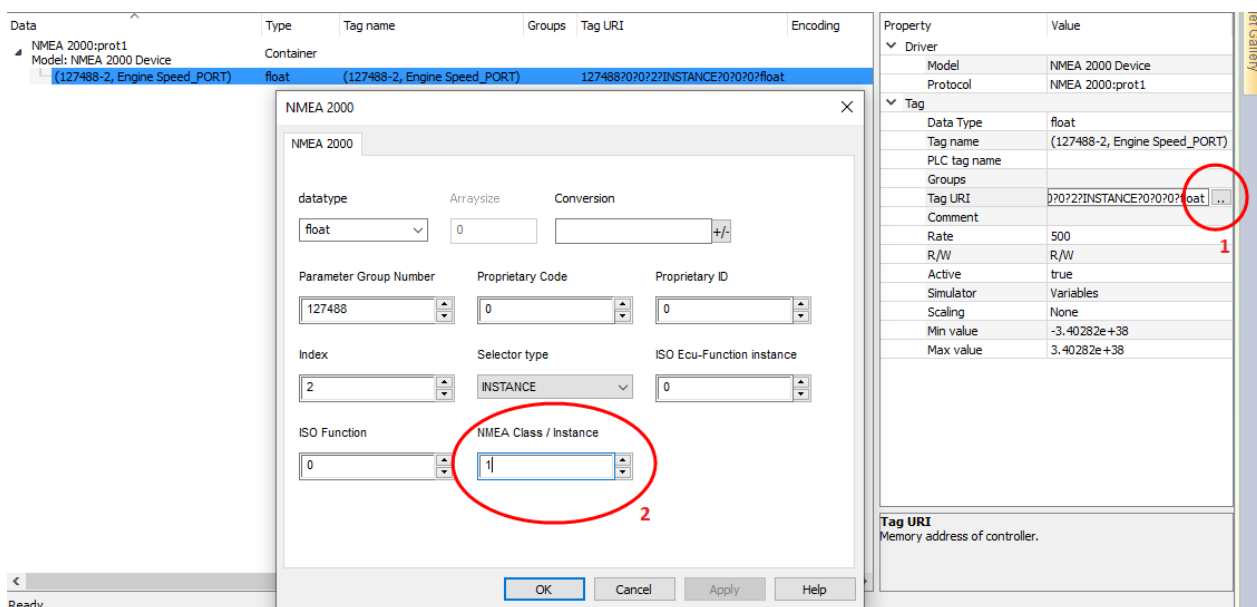 Data Type Tag name Groups Tag URI Encoding
NMEA 2000:prot1
Model: NMEA 2000 Device
Container
(127488-2, Engine Speed_PORT) float (127488-2, Engine Speed_PORT) 127488?0?0?2?INSTANCE?0?0?0?float
NMEA 2000
NMEA 2000
datatype Arraysize Conversion
float 0 +/-
Parameter Group Number Proprietary Code Proprietary ID
127488 0 0
Index Selector type ISO Ecu-Function instance
2 INSTANCE 0
ISO Function NMEA Class / Instance
0 1
2
OK Cancel Apply Help
Ready
Property Value
Driver
Model NMEA 2000 Device
Protocol NMEA 2000:prot1
Tag
Data Type float
Tag name (127488-2, Engine Speed_PORT)
PLC tag name
Groups
Tag URI ?0?2?INSTANCE?0?0?0?float ..
Comment
Rate 500
1
R/W R/W
Active true
Simulator Variables
Scaling None
Min value -3.40282e+38
Max value 3.40282e+38
Tag URI
Memory address of controller.
et Gallery